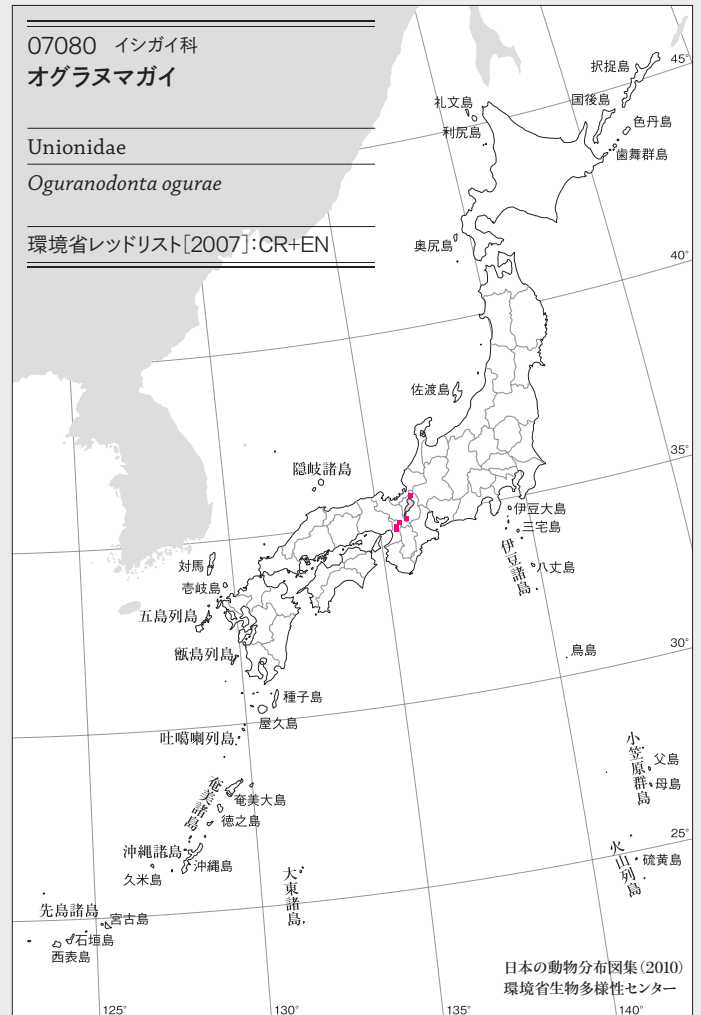 07080 イシガイ科
オグラヌマガイ
Unionidae
Oguranodonta ogurae
環境省レッドリスト[2007]:CR+EN
択捉島
45°
礼文島
国後島
利尻島
色丹島
歯舞群島
奥尻島
40°
佐渡島
35°
隠岐諸島
伊豆大島
三宅島
伊豆諸島
八丈島
対馬
壱岐島
五島列島
甑島列島
鳥島
30°
種子島
屋久島
吐噶喇列島
小笠原群島
父島
母島
奄美諸島
奄美大島
徳之島
25°
沖縄諸島
沖縄島
久米島
火山列島
硫黄島
大東諸島
先島諸島
宮古島
石垣島
西表島
日本の動物分布図集(2010)
環境省生物多様性センター
125°
130°
135°
140°